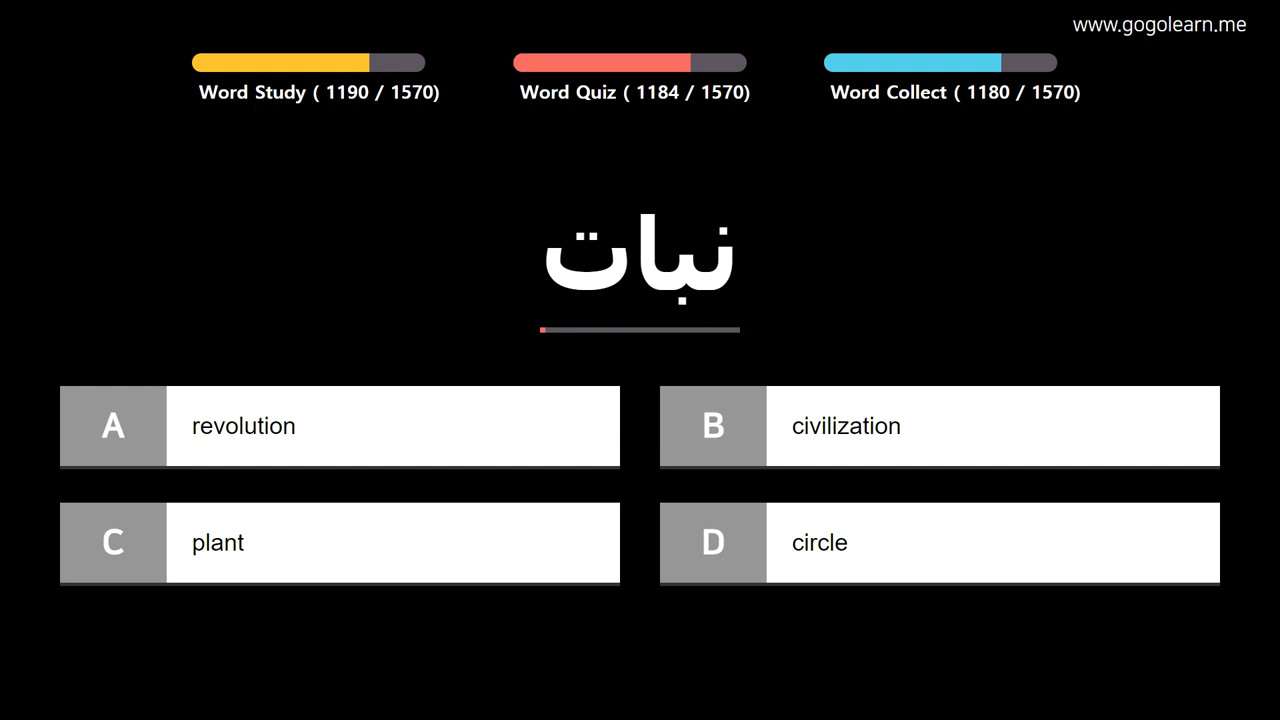 www.gogolearn.me
Word Study ( 1190 / 1570)
Word Quiz ( 1184 / 1570)
Word Collect ( 1180 / 1570)
نبات
A revolution
B civilization
C plant
D circle